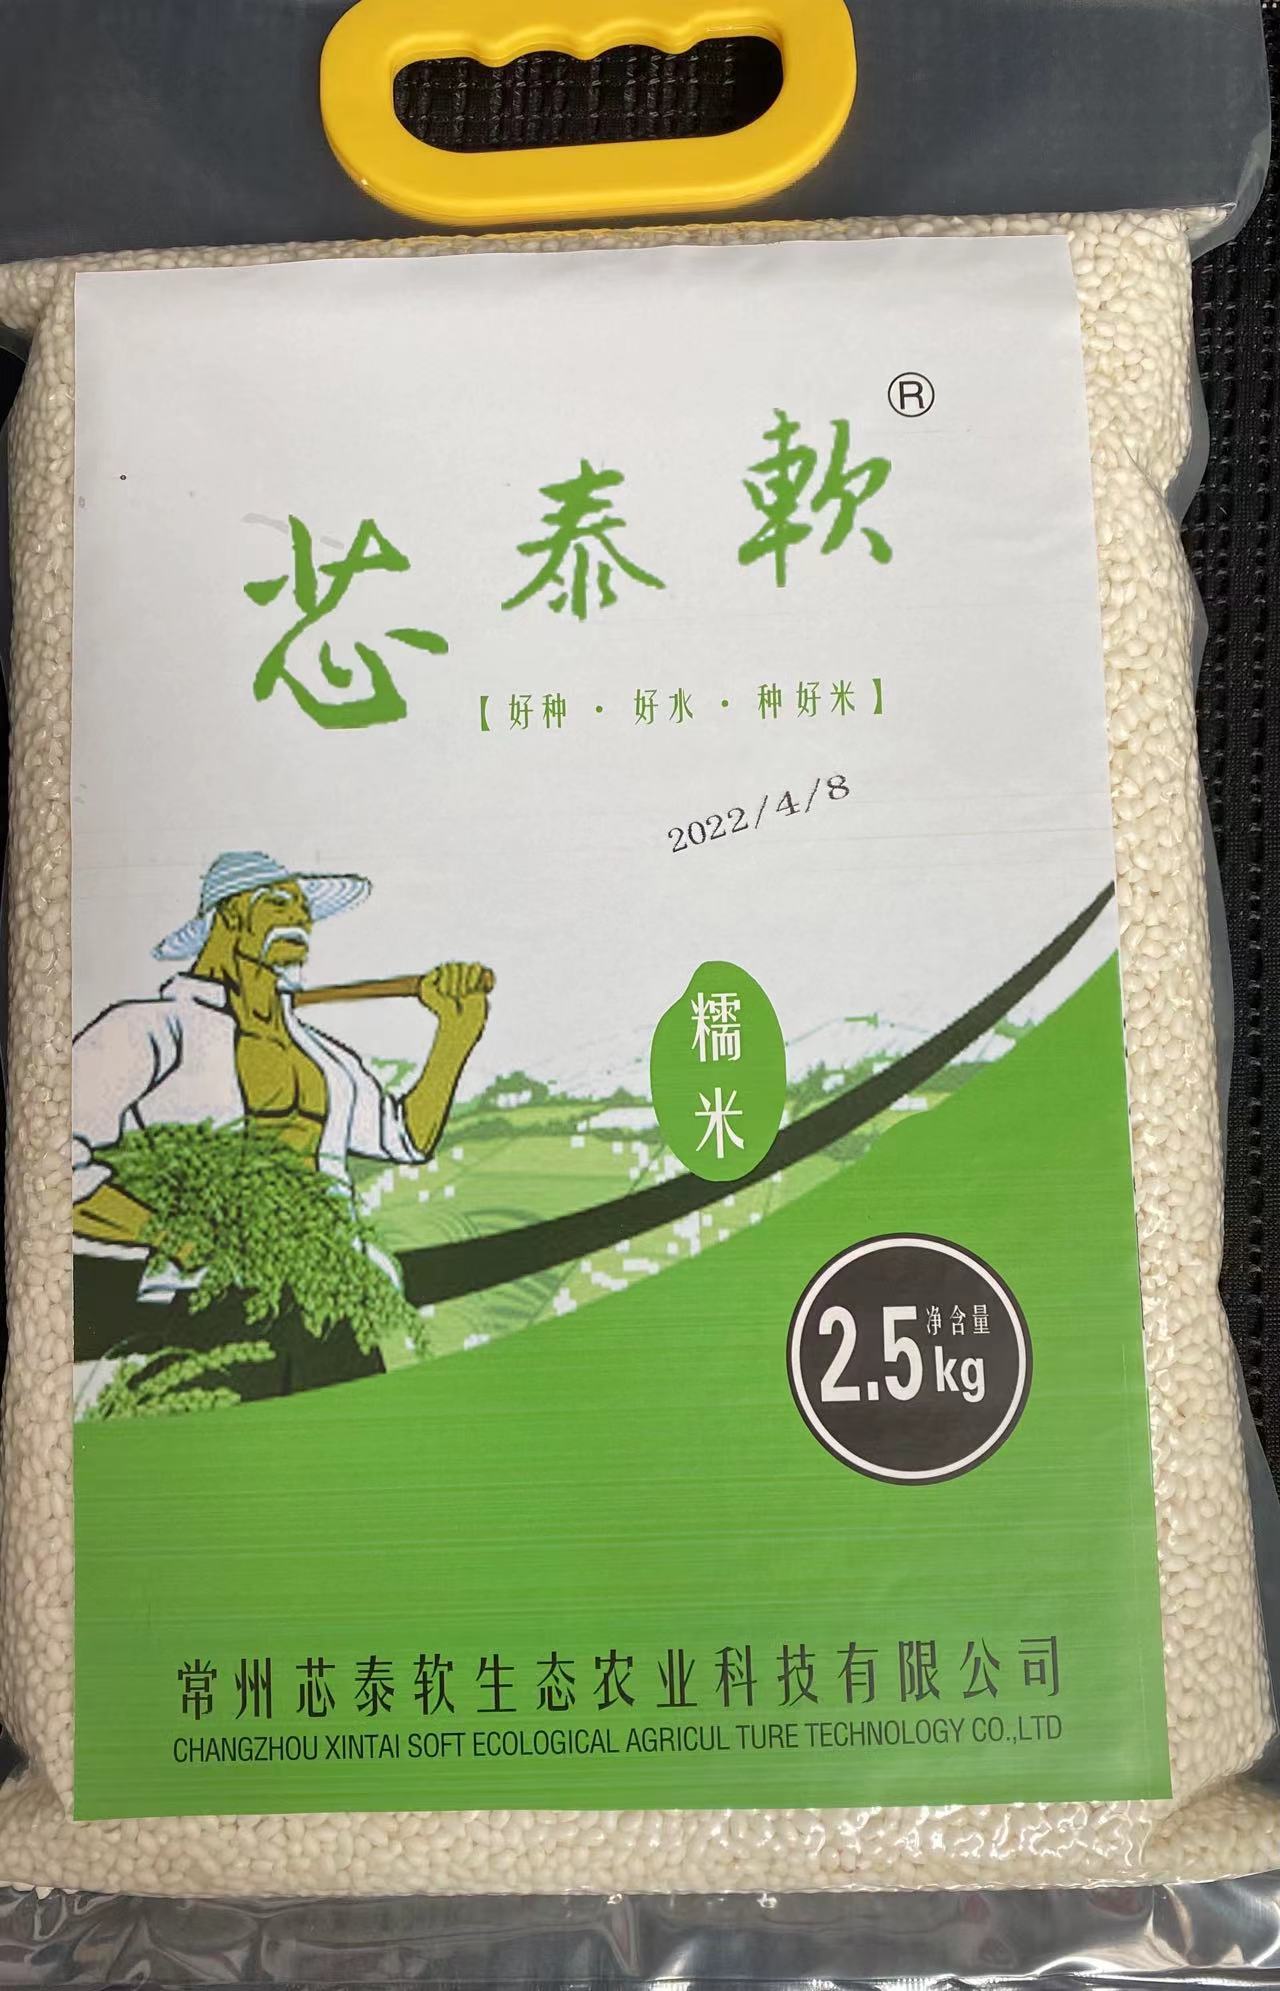 芯泰軟®
【好种·好水·种好米】
2022/4/8
糯米
净含量
2.5kg
常州芯泰软生态农业科技有限公司
CHANGZHOU XINTAI SOFT ECOLOGICAL AGRICUL TURE TECHNOLOGY CO.,LTD